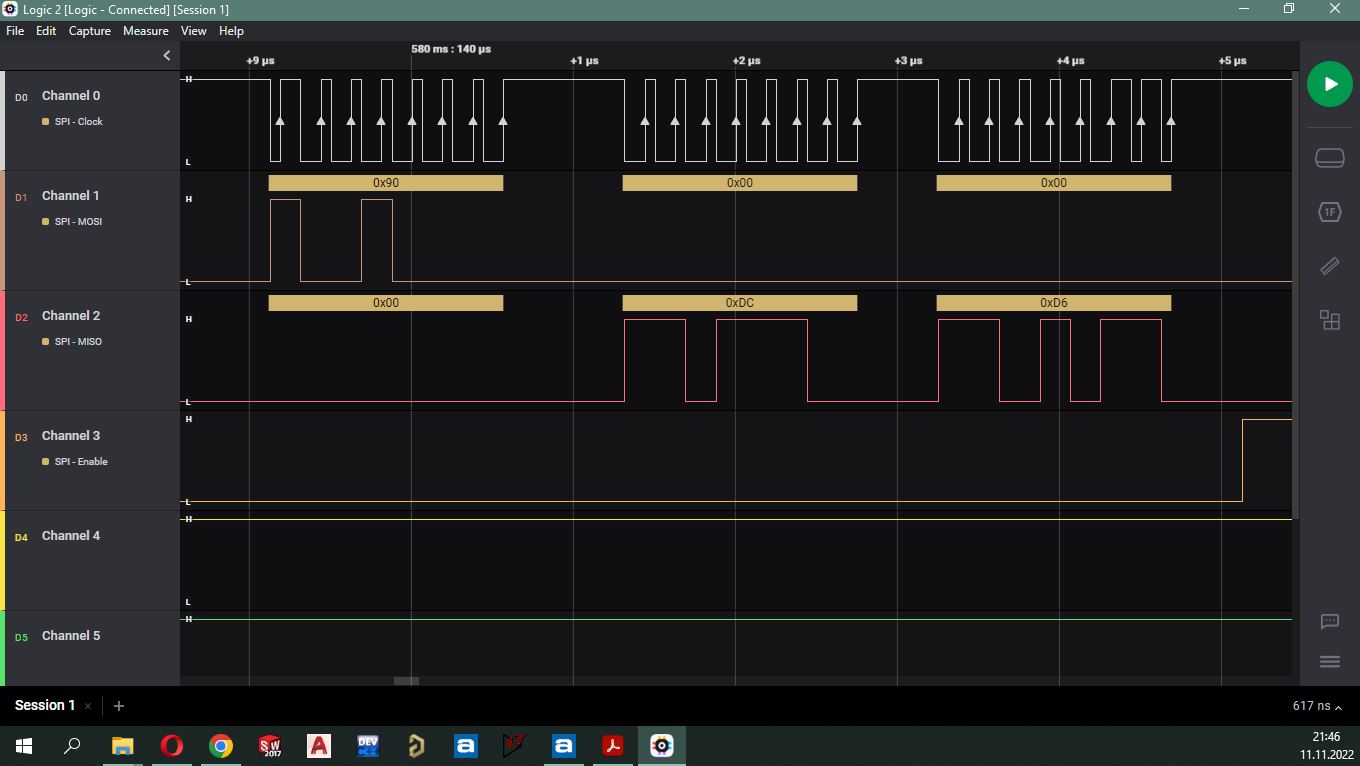 Logic 2 [Logic - Connected] [Session 1]
File Edit Capture Measure View Help
580 ms : 140 µs
+9 µs +1 µs +2 µs +3 µs +4 µs +5 µs
D0 Channel 0
SPI - Clock
H
L
D1 Channel 1
SPI - MOSI
0x90 0x00 0x00
H
L
D2 Channel 2
SPI - MISO
0x00 0xDC 0xD6
H
L
D3 Channel 3
SPI - Enable
H
L
D4 Channel 4
H
L
D5 Channel 5
H
1F
Session 1 × +
617 ns
SW
2017
A
DEV
C++
a
a
21:46
11.11.2022